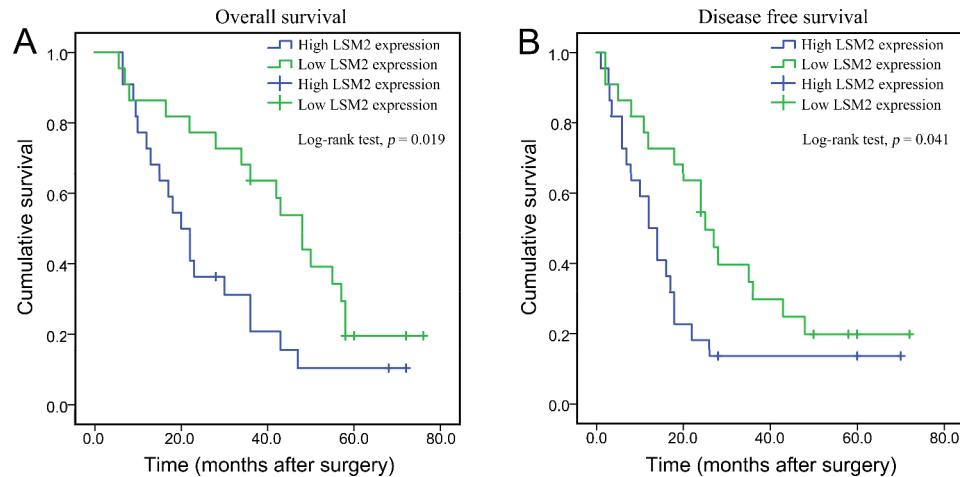 Overall survival
A
High LSM2 expression
Low LSM2 expression
High LSM2 expression
Low LSM2 expression
Log-rank test, p = 0.019
Cumulative survival
1.0
0.8
0.6
0.4
0.2
0.0
0.0 20.0 40.0 60.0 80.0
Time (months after surgery)
Disease free survival
B
High LSM2 expression
Low LSM2 expression
High LSM2 expression
Low LSM2 expression
Log-rank test, p = 0.041
Cumulative survival
1.0
0.8
0.6
0.4
0.2
0.0
0.0 20.0 40.0 60.0 80.0
Time (months after surgery)